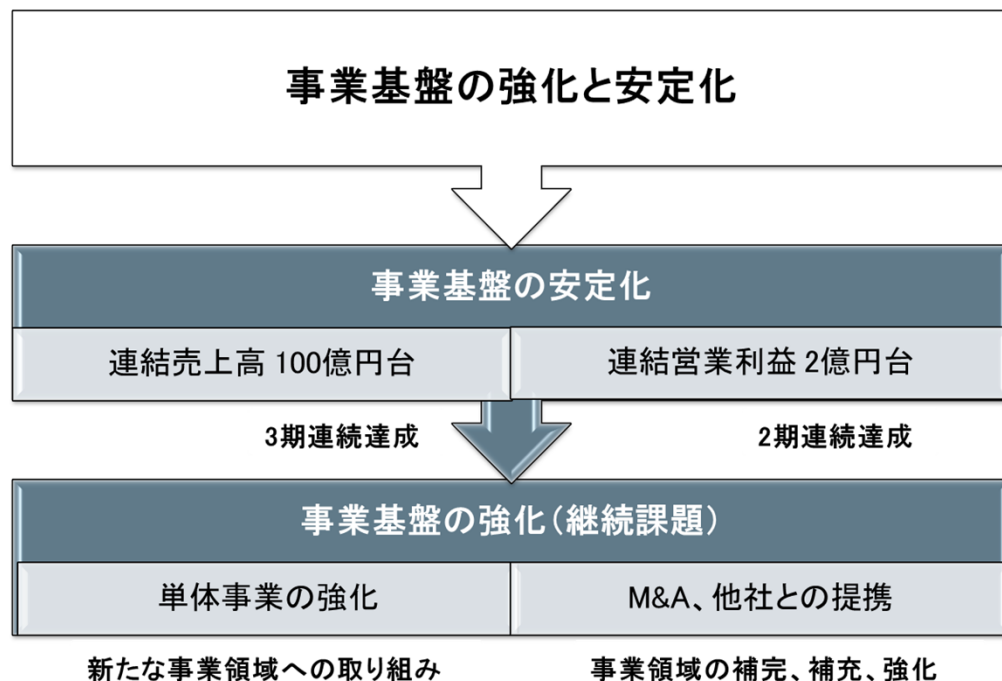 事業基盤の強化と安定化
事業基盤の安定化
連結売上高 100億円台
連結営業利益 2億円台
3期連続達成
2期連続達成
事業基盤の強化(継続課題)
単体事業の強化
M&A、他社との提携
新たな事業領域への取り組み
事業領域の補完、補充、強化